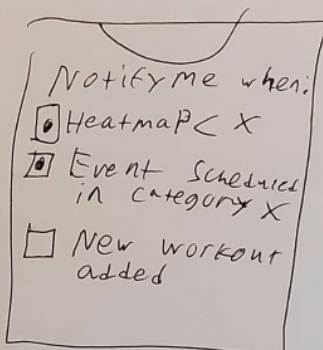 Notify me when:
Heatmap < X
Event Scheduled
in category X
New workout
added